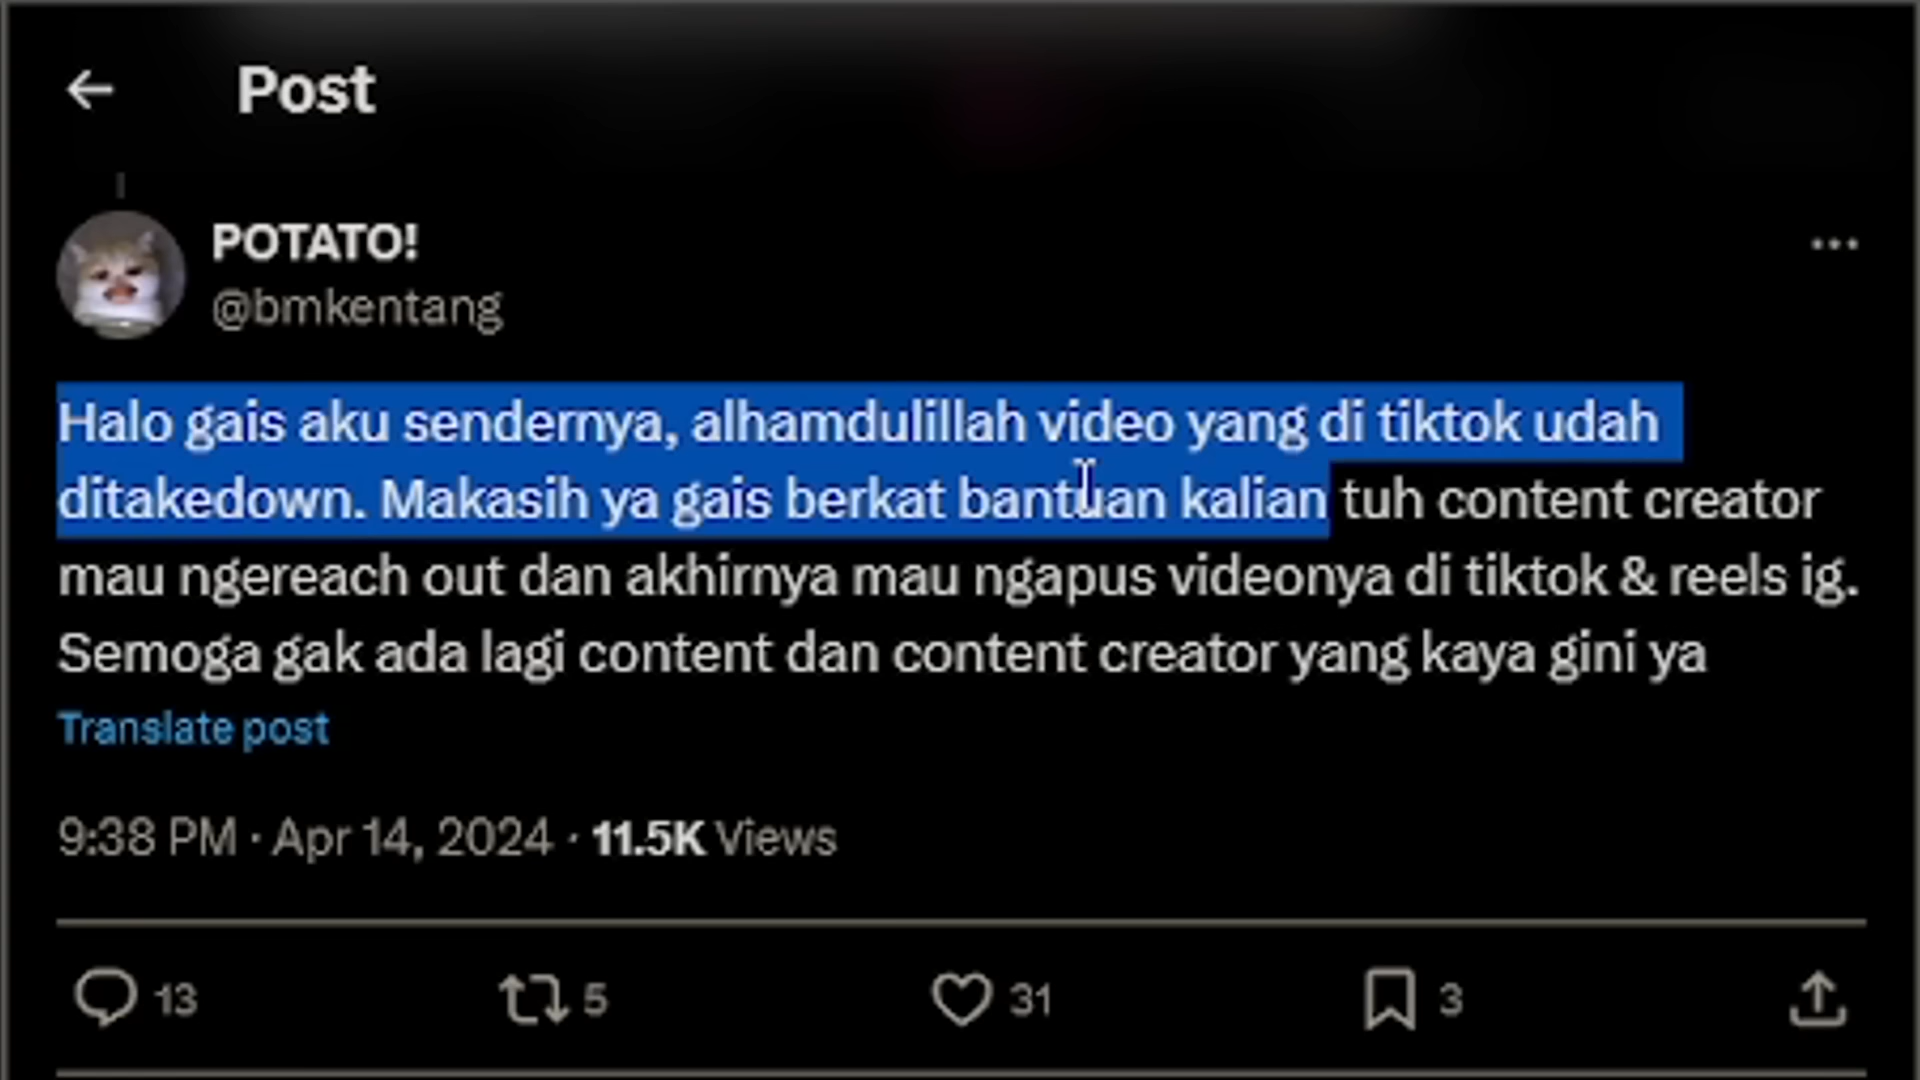 Post
POTATO!
@bmkentang
Halo gais aku sendernya, alhamdulillah video yang di tiktok udah
ditakedown. Makasih ya gais berkat bantuan kalian tuh content creator
mau ngereach out dan akhirnya mau ngapus videonya di tiktok & reels ig.
Semoga gak ada lagi content dan content creator yang kaya gini ya
Translate post
9:38 PM · Apr 14, 2024 · 11.5K Views
13 5 31 3